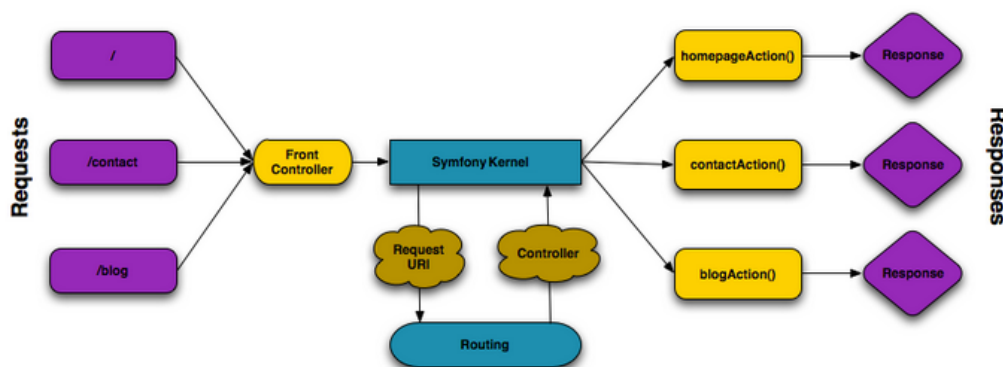 Requests
/
/contact
/blog
Front
Controller
Symfony Kernel
Request
URI
Controller
Routing
homepageAction()
contactAction()
blogAction()
Response
Response
Response
Responses